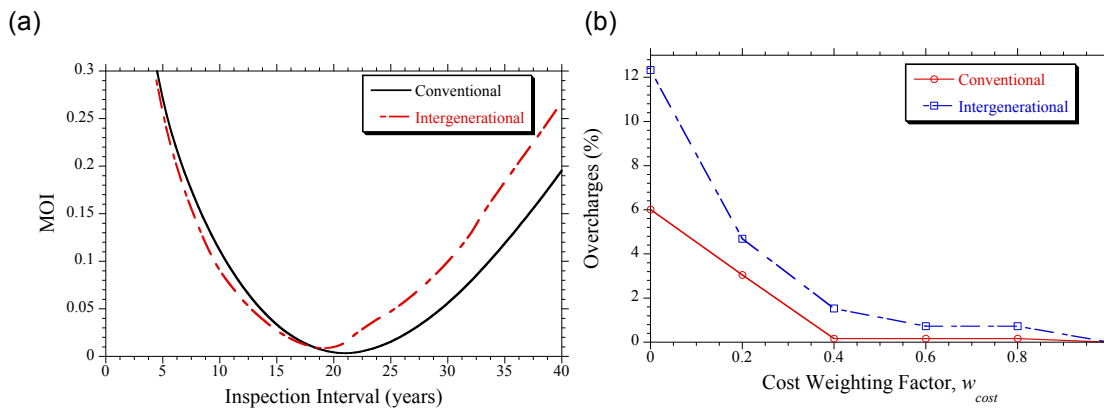 (a)
(b)
MOI
0.3
0.25
0.2
0.15
0.1
0.05
0
Conventional
Intergenerational
0 5 10 15 20 25 30 35 40
Inspection Interval (years)
Overcharges (%)
12
10
8
6
4
2
0
Conventional
Intergenerational
0 0.2 0.4 0.6 0.8
Cost Weighting Factor, w_cost